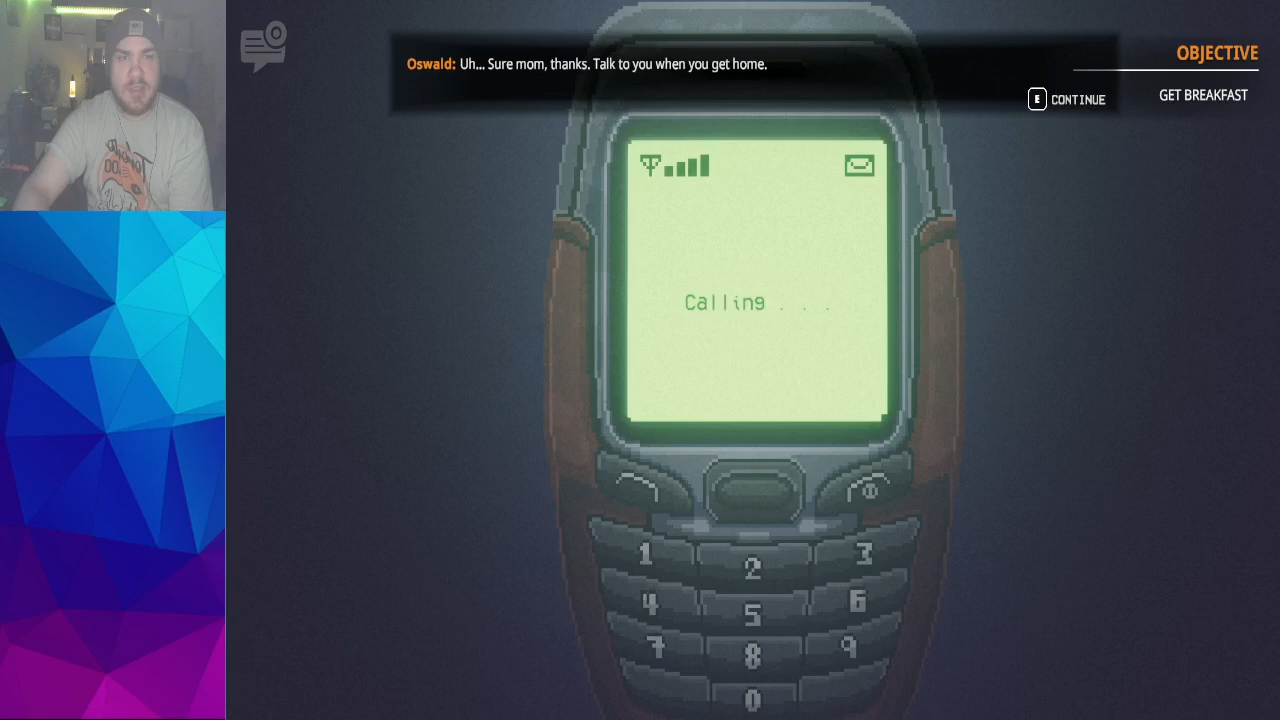 Oswald: Uh... Sure mom, thanks. Talk to you when you get home.
E CONTINUE
OBJECTIVE
GET BREAKFAST
Calling . . .
1 2 3
4 5 6
7 8 9
0